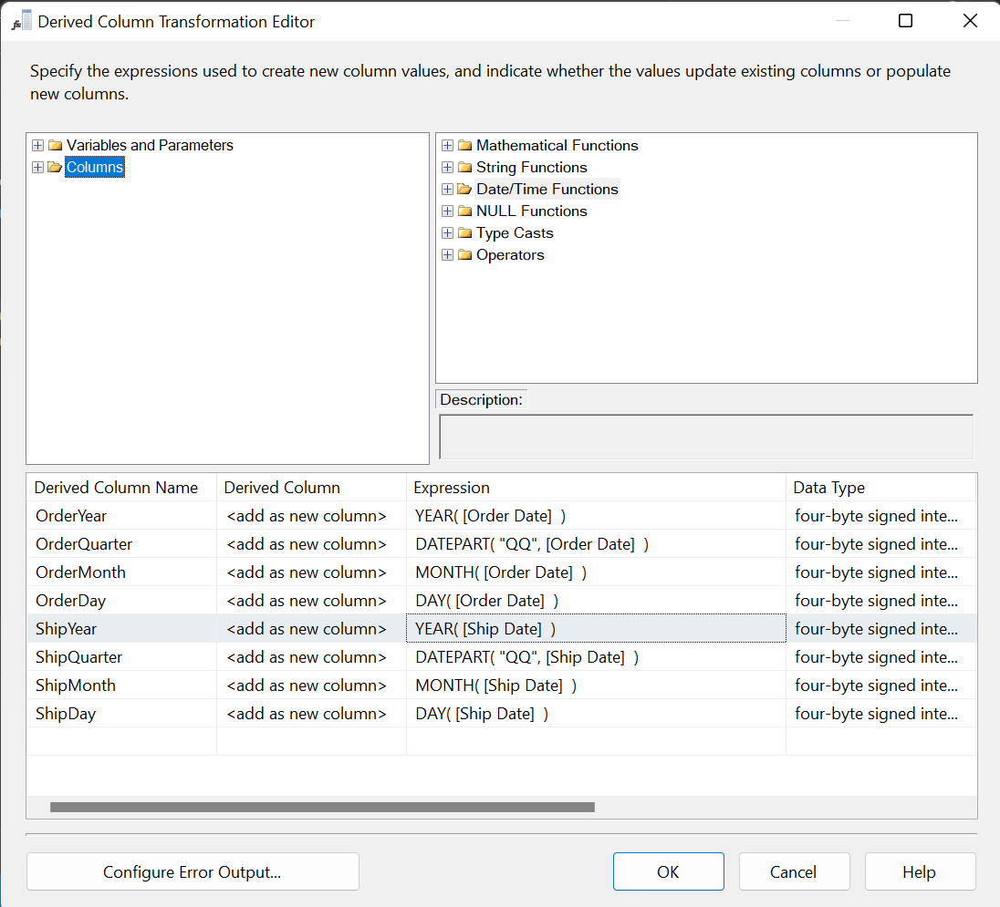 Derived Column Transformation Editor
Specify the expressions used to create new column values, and indicate whether the values update existing columns or populate
new columns.
Variables and Parameters
Columns
Mathematical Functions
String Functions
Date/Time Functions
NULL Functions
Type Casts
Operators
Description:
Derived Column Name Derived Column Expression Data Type
OrderYear <add as new column> YEAR( [Order Date]  ) four-byte signed inte...
OrderQuarter <add as new column> DATEPART( "QQ", [Order Date]  ) four-byte signed inte...
OrderMonth <add as new column> MONTH( [Order Date]  ) four-byte signed inte...
OrderDay <add as new column> DAY( [Order Date]  ) four-byte signed inte...
ShipYear <add as new column> YEAR( [Ship Date]  ) four-byte signed inte...
ShipQuarter <add as new column> DATEPART( "QQ", [Ship Date]  ) four-byte signed inte...
ShipMonth <add as new column> MONTH( [Ship Date]  ) four-byte signed inte...
ShipDay <add as new column> DAY( [Ship Date]  ) four-byte signed inte...
Configure Error Output... OK Cancel Help